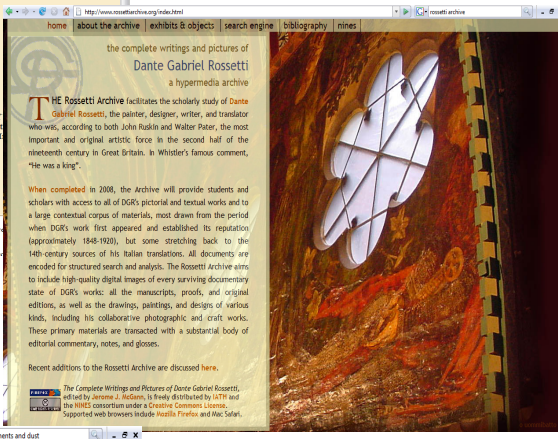 http://www.rossettiarchive.org/index.html
rossetti archive
home | about the archive | exhibits & objects | search engine | bibliography | nines
the complete writings and pictures of
Dante Gabriel Rossetti
a hypermedia archive
THE Rossetti Archive facilitates the scholarly study of Dante
Gabriel Rossetti, the painter, designer, writer, and translator
who was, according to both John Ruskin and Walter Pater, the most
important and original artistic force in the second half of the
nineteenth century in Great Britain. In Whistler's famous comment,
"He was a king".
When completed in 2008, the Archive will provide students and
scholars with access to all of DGR's pictorial and textual works and to
a large contextual corpus of materials, most drawn from the period
when DGR's work first appeared and established its reputation
(approximately 1848-1920), but some stretching back to the
14th-century sources of his Italian translations. All documents are
encoded for structured search and analysis. The Rossetti Archive aims
to include high-quality digital images of every surviving documentary
state of DGR's works: all the manuscripts, proofs, and original
editions, as well as the drawings, paintings, and designs of various
kinds, including his collaborative photographic and craft works.
These primary materials are transacted with a substantial body of
editorial commentary, notes, and glosses.
Recent additions to the Rossetti Archive are discussed here.
FIREFOX
The Complete Writings and Pictures of Dante Gabriel Rossetti,
edited by Jerome J. McGann, is freely distributed by IATH and
the NINES consortium under a Creative Commons License.
Supported web browsers include Mozilla Firefox and Mac Safari.
ents and dust